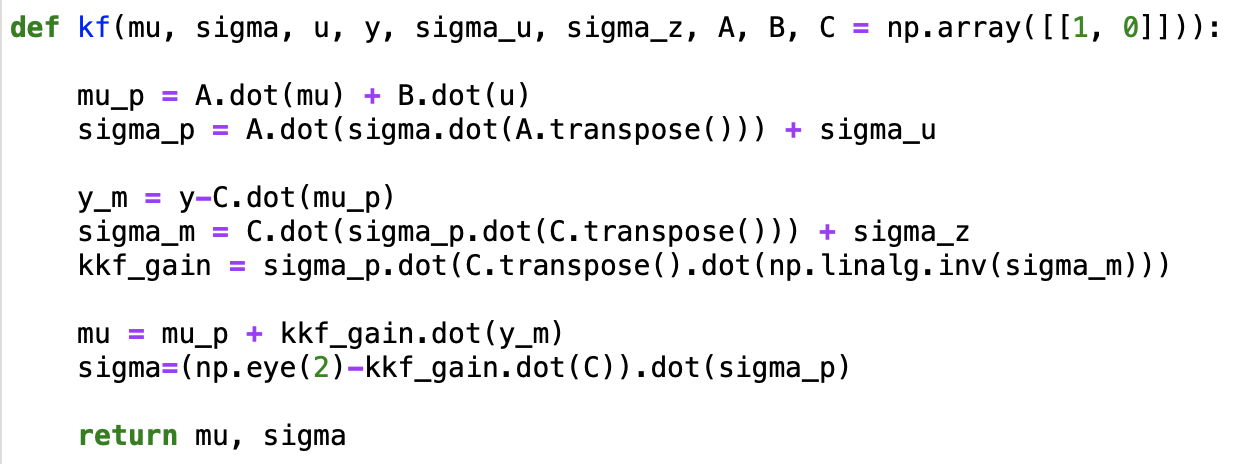 def kf(mu, sigma, u, y, sigma_u, sigma_z, A, B, C = np.array([[1, 0]])):
mu_p = A.dot(mu) + B.dot(u)
sigma_p = A.dot(sigma.dot(A.transpose())) + sigma_u
y_m = y-C.dot(mu_p)
sigma_m = C.dot(sigma_p.dot(C.transpose())) + sigma_z
kkf_gain = sigma_p.dot(C.transpose().dot(np.linalg.inv(sigma_m)))
mu = mu_p + kkf_gain.dot(y_m)
sigma=(np.eye(2)-kkf_gain.dot(C)).dot(sigma_p)
return mu, sigma